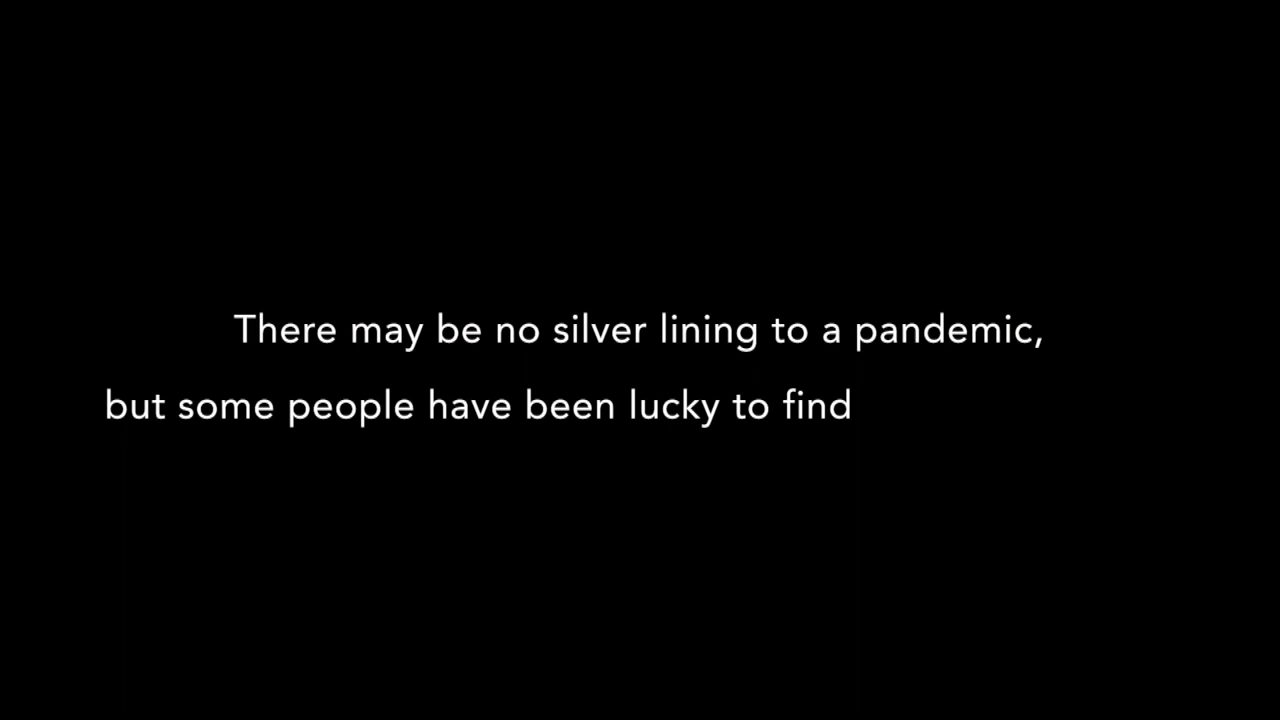 There may be no silver lining to a pandemic,
but some people have been lucky to find